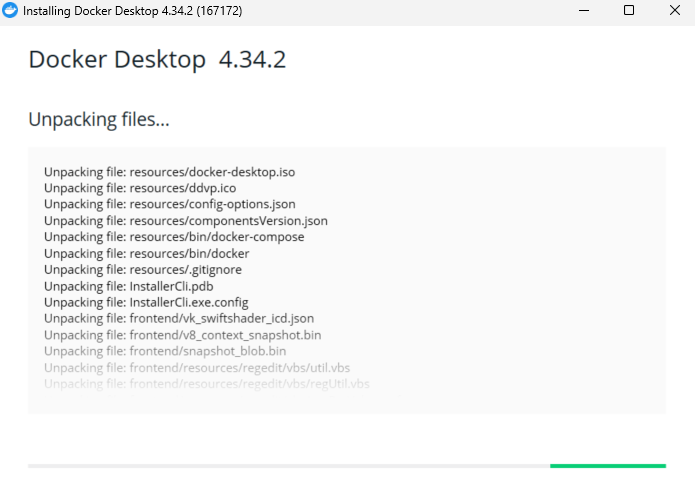 Installing Docker Desktop 4.34.2 (167172)
Docker Desktop 4.34.2
Unpacking files...
Unpacking file: resources/docker-desktop.iso
Unpacking file: resources/ddvp.ico
Unpacking file: resources/config-options.json
Unpacking file: resources/componentsVersion.json
Unpacking file: resources/bin/docker-compose
Unpacking file: resources/bin/docker
Unpacking file: resources/.gitignore
Unpacking file: InstallerCli.pdb
Unpacking file: InstallerCli.exe.config
Unpacking file: frontend/vk_swiftshader_icd.json
Unpacking file: frontend/v8_context_snapshot.bin
Unpacking file: frontend/snapshot_blob.bin
Unpacking file: frontend/resources/regedit/vbs/util.vbs
Unpacking file: frontend/resources/regedit/vbs/regUtil.vbs